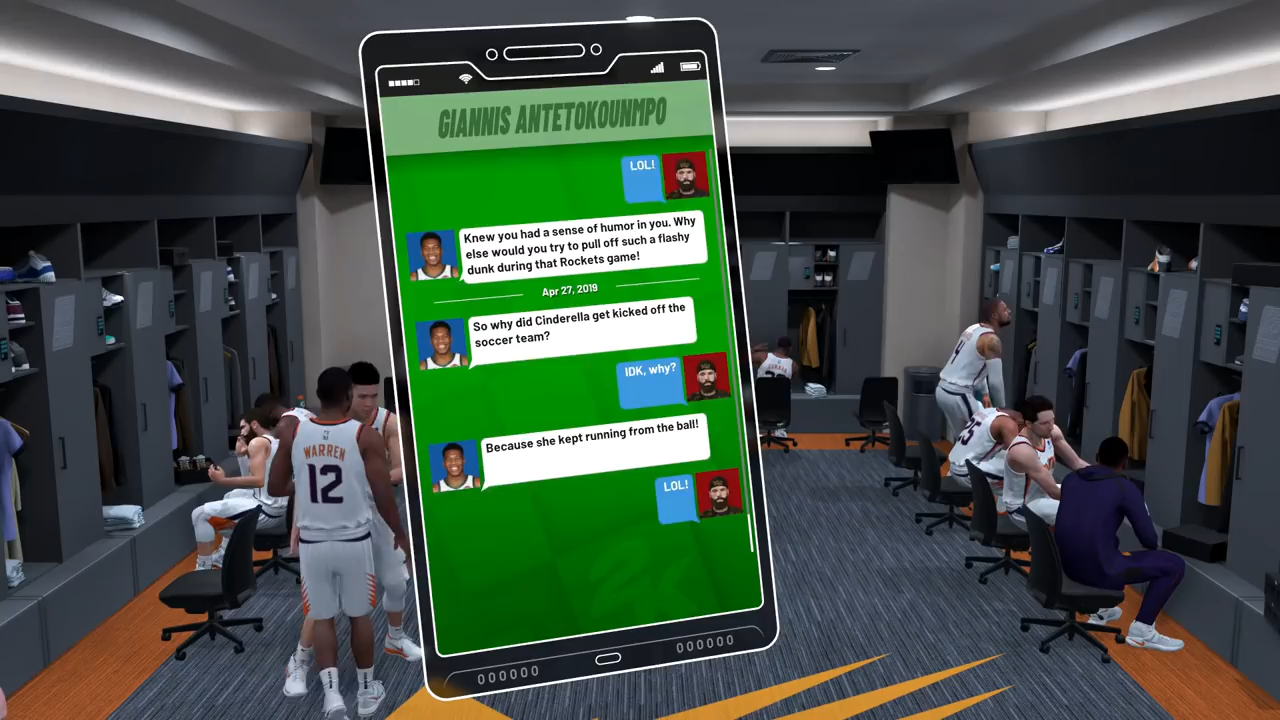 GIANNIS ANTETOKOUNMPO
LOL!
Knew you had a sense of humor in you. Why
else would you try to pull off such a flashy
dunk during that Rockets game!
Apr 27, 2019
So why did Cinderella get kicked off the
soccer team?
IDK, why?
Because she kept running from the ball!
LOL!
WARREN
12
25